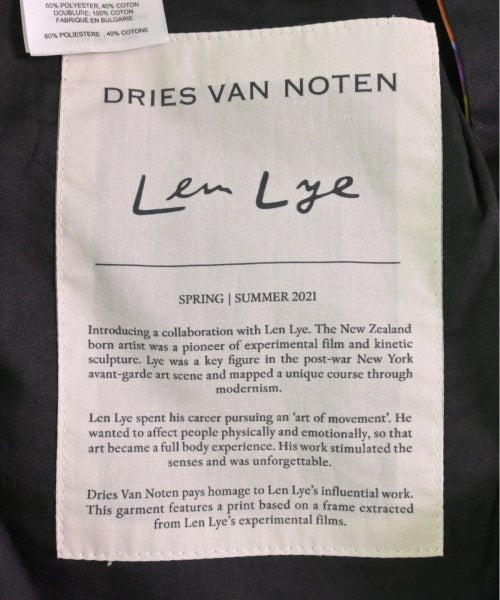 60% POLYESTER, 40% COTON
DOUBLURE: 100% COTON
FABRIQUÉ EN BULGARIE
60% POLIESTERE , 40% COTONE
DRIES VAN NOTEN
Len Lye
SPRING | SUMMER 2021
Introducing a collaboration with Len Lye. The New Zealand
born artist was a pioneer of experimental film and kinetic
sculpture. Lye was a key figure in the post-war New York
avant-garde art scene and mapped a unique course through
modernism.
Len Lye spent his career pursuing an ‘art of movement’. He
wanted to affect people physically and emotionally, so that
art became a full body experience. His work stimulated the
senses and was unforgettable.
Dries Van Noten pays homage to Len Lye’s influential work.
This garment features a print based on a frame extracted
from Len Lye’s experimental films.